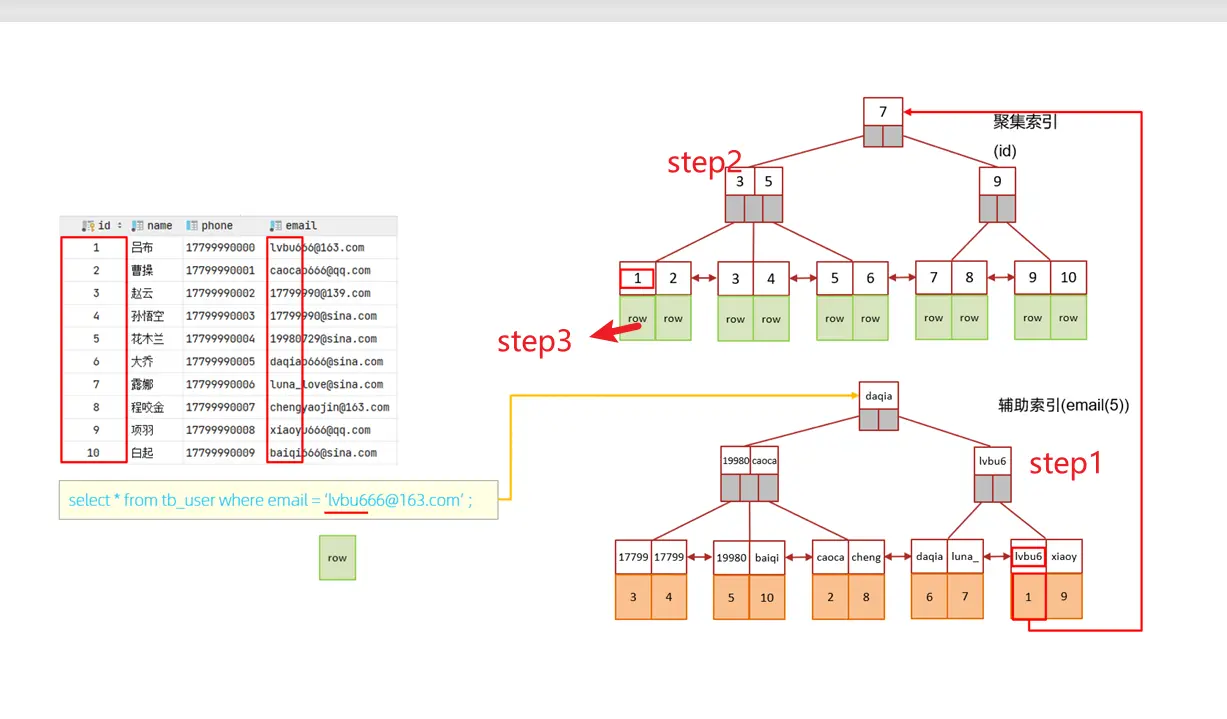 id name phone email
1 吕布 17799990000 lvbu666@163.com
2 曹操 17799990001 caocao666@qq.com
3 赵云 17799990002 17799990@139.com
4 孙悟空 17799990003 17799990@sina.com
5 花木兰 17799990004 19980729@sina.com
6 大乔 17799990005 daqiao666@sina.com
7 露娜 17799990006 luna_love@sina.com
8 程咬金 17799990007 chengyaojin@163.com
9 项羽 17799990008 xiaoyu666@qq.com
10 白起 17799990009 baiqi666@sina.com
select * from tb_user where email = ‘lvbu666@163.com’ ;
row
7
聚集索引
(id)
step2
3 5
9
1 2 3 4 5 6 7 8 9 10
row row row row row row row row row row
step3
daqia
辅助索引(email(5))
19980 caoca
lvbu6
step1
17799 17799 19980 baiqi caoca cheng daqia luna_ lvbu6 xiaoy
3 4 5 10 2 8 6 7 1 9